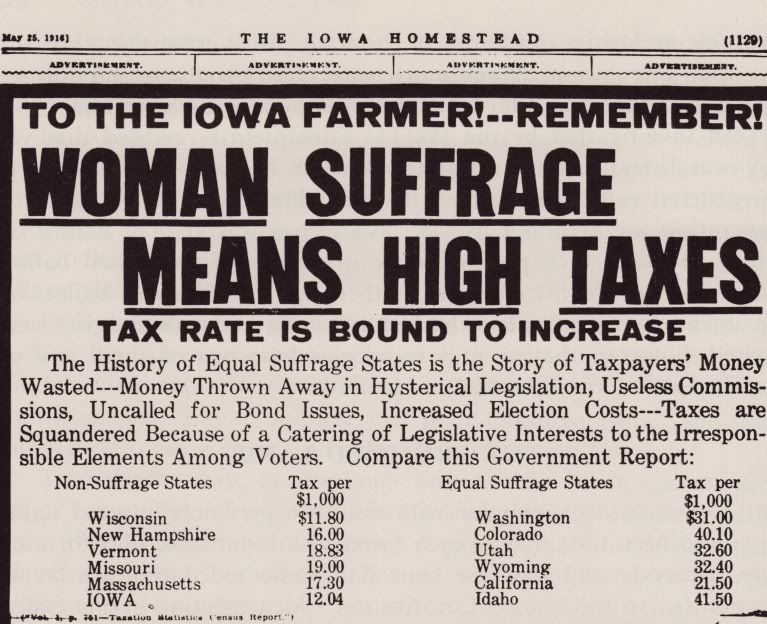 May 25, 1916] THE IOWA HOMESTEAD (1129)
ADVERTISEMENT. ADVERTISEMENT. ADVERTISEMENT. ADVERTISEMENT.
TO THE IOWA FARMER!--REMEMBER!
WOMAN SUFFRAGE
MEANS HIGH TAXES
TAX RATE IS BOUND TO INCREASE
The History of Equal Suffrage States is the Story of Taxpayers' Money
Wasted---Money Thrown Away in Hysterical Legislation, Useless Commis-
sions, Uncalled for Bond Issues, Increased Election Costs---Taxes are
Squandered Because of a Catering of Legislative Interests to the Irrespon-
sible Elements Among Voters. Compare this Government Report:
Non-Suffrage States Tax per Equal Suffrage States Tax per
$1,000 $1,000
Wisconsin $11.80 Washington $31.00
New Hampshire 16.00 Colorado 40.10
Vermont 18.83 Utah 32.60
Missouri 19.00 Wyoming 32.40
Massachusetts 17.30 California 21.50
IOWA 12.04 Idaho 41.50
("Vol. 1, p. 751—Taxation Statistics Census Report.")